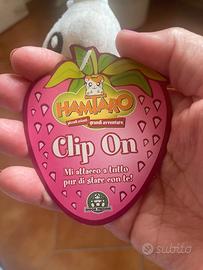 HAMTARO
piccoli criceti grandi avventure
Clip On
Mi attacco a tutto
pur di stare con te!
subito